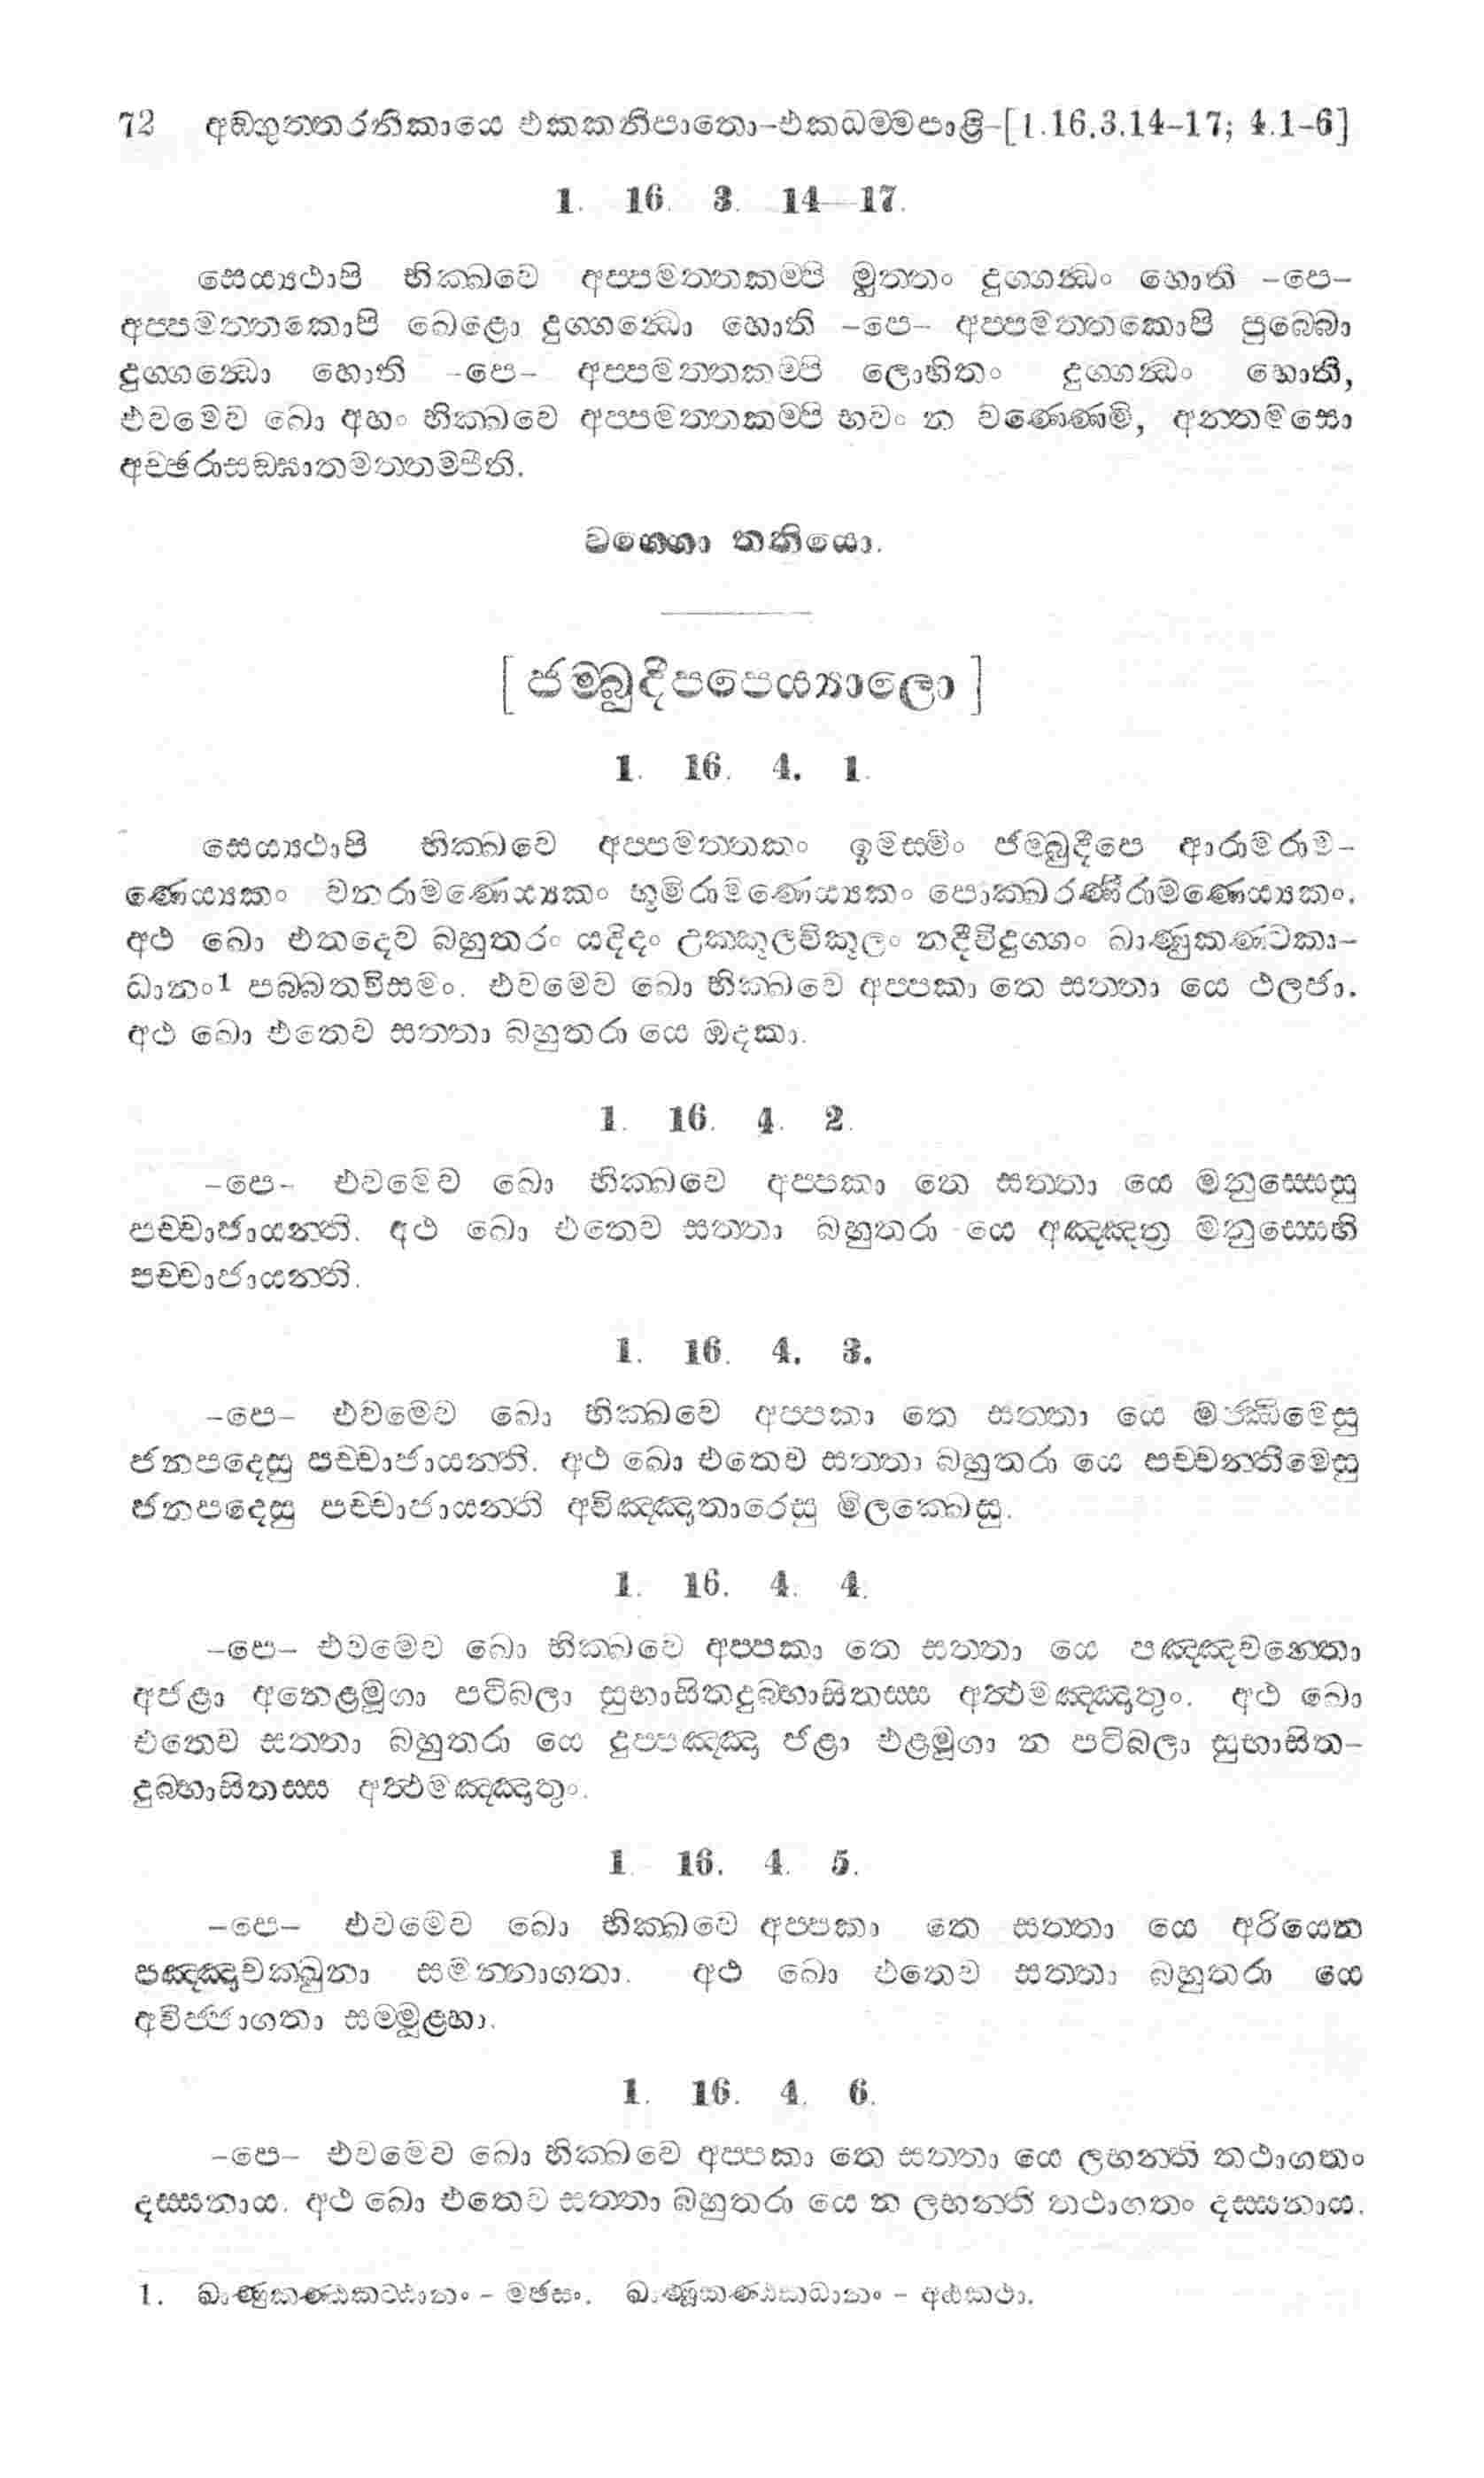 72 අඞ්ගුත්තරනිකායෙ එකකනිපාතො-එකධම්මපාළි-[1.16.3.14-17; 4.1-6]
1. 16. 3. 14—17.
සෙය්‍යථාපි භික්ඛවෙ අප්පමත්තකම්පි මුත්තං දුග්ගන්ධං හොති -පෙ-
අප්පමත්තකොපි ඛෙළො දුග්ගන්ධො හොති -පෙ- අප්පමත්තකොපි පුබ්බො
දුග්ගන්ධො හොති -පෙ- අප්පමත්තකම්පි ලොහිතං දුග්ගන්ධං හොති,
එවමෙව ඛො අහං භික්ඛවෙ අප්පමත්තකම්පි භවං න වණ්ණෙමි, අන්තමසො
අච්ඡරාසඞ්ඝාතමත්තම්පීති.
වග්ගො තතියො.
[ ජම්බුදීපපෙය්‍යාලො ]
1. 16. 4. 1.
සෙය්‍යථාපි භික්ඛවෙ අප්පමත්තකං ඉමස්මිං ජම්බුදීපෙ ආරාමරාම-
ණෙය්‍යකං වනරාමණෙය්‍යකං භූමිරාමණෙය්‍යකං පොක්ඛරණීරාමණෙය්‍යකං.
අථ ඛො එතදෙව බහුතරං යදිදං උක්කූලවිකූලං නදීවිදුග්ගං ඛාණුකණ්ටකා-
ධානං1 පබ්බතවිසමං. එවමෙව ඛො භික්ඛවෙ අප්පකා තෙ සත්තා යෙ ථලජා.
අථ ඛො එතෙව සත්තා බහුතරා යෙ ඔදකා.
1. 16. 4. 2.
-පෙ- එවමෙව ඛො භික්ඛවෙ අප්පකා තෙ සත්තා යෙ මනුස්සෙසු
පච්චාජායන්ති. අථ ඛො එතෙව සත්තා බහුතරා යෙ අඤ්ඤත්‍ර මනුස්සෙහි
පච්චාජායන්ති.
1. 16. 4. 3.
-පෙ- එවමෙව ඛො භික්ඛවෙ අප්පකා තෙ සත්තා යෙ මජ්ඣිමෙසු
ජනපදෙසු පච්චාජායන්ති. අථ ඛො එතෙව සත්තා බහුතරා යෙ පච්චන්තිමෙසු
ජනපදෙසු පච්චාජායන්ති අවිඤ්ඤාතාරෙසු මිලක්ඛෙසු.
1. 16. 4. 4.
-පෙ- එවමෙව ඛො භික්ඛවෙ අප්පකා තෙ සත්තා යෙ පඤ්ඤවන්තො
අජළා අනෙළමූගා පටිබලා සුභාසිතදුබ්භාසිතස්ස අත්ථමඤ්ඤාතුං. අථ ඛො
එතෙව සත්තා බහුතරා යෙ දුප්පඤ්ඤා ජළා එළමූගා න පටිබලා සුභාසිත-
දුබ්භාසිතස්ස අත්ථමඤ්ඤාතුං.
1. 16. 4. 5.
-පෙ- එවමෙව ඛො භික්ඛවෙ අප්පකා තෙ සත්තා යෙ අරියෙන
පඤ්ඤාචක්ඛුනා සමන්නාගතා. අථ ඛො එතෙව සත්තා බහුතරා යෙ
අවිජ්ජාගතා සම්මූළ්හා.
1. 16. 4. 6.
-පෙ- එවමෙව ඛො භික්ඛවෙ අප්පකා තෙ සත්තා යෙ ලභන්ති තථාගතං
දස්සනාය. අථ ඛො එතෙව සත්තා බහුතරා යෙ න ලභන්ති තථාගතං දස්සනාය.
1. ඛාණුකණ්ඨකට්ඨානං - මඡසං. ඛාණූකණ්ඨකධානං - අට්ඨකථා.